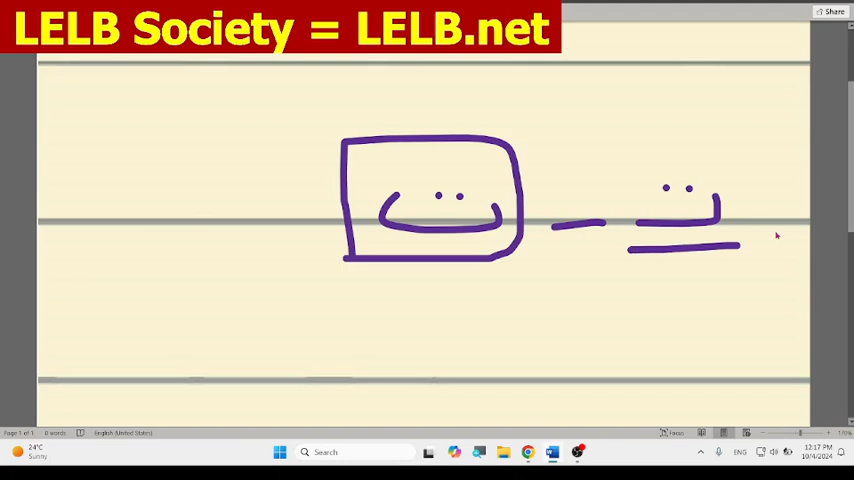 LELB Society = LELB.net
Share
ت - ت
Page 1 of 1 0 words English (United States) Focus 170%
24°C
Sunny
Search
ENG
12:17 PM
10/4/2024